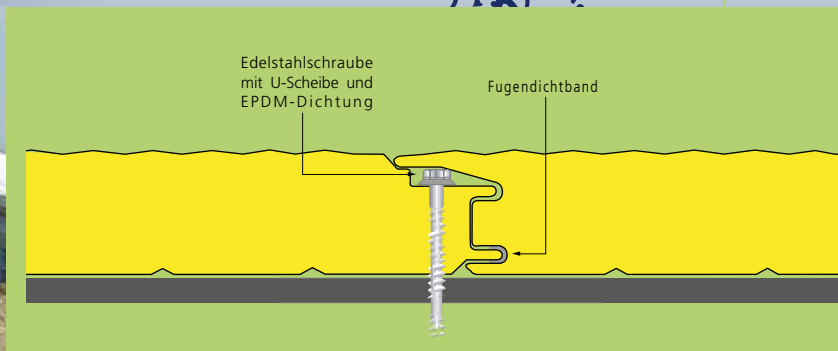 Edelstahlschraube
mit U-Scheibe und
EPDM-Dichtung
Fugendichtband